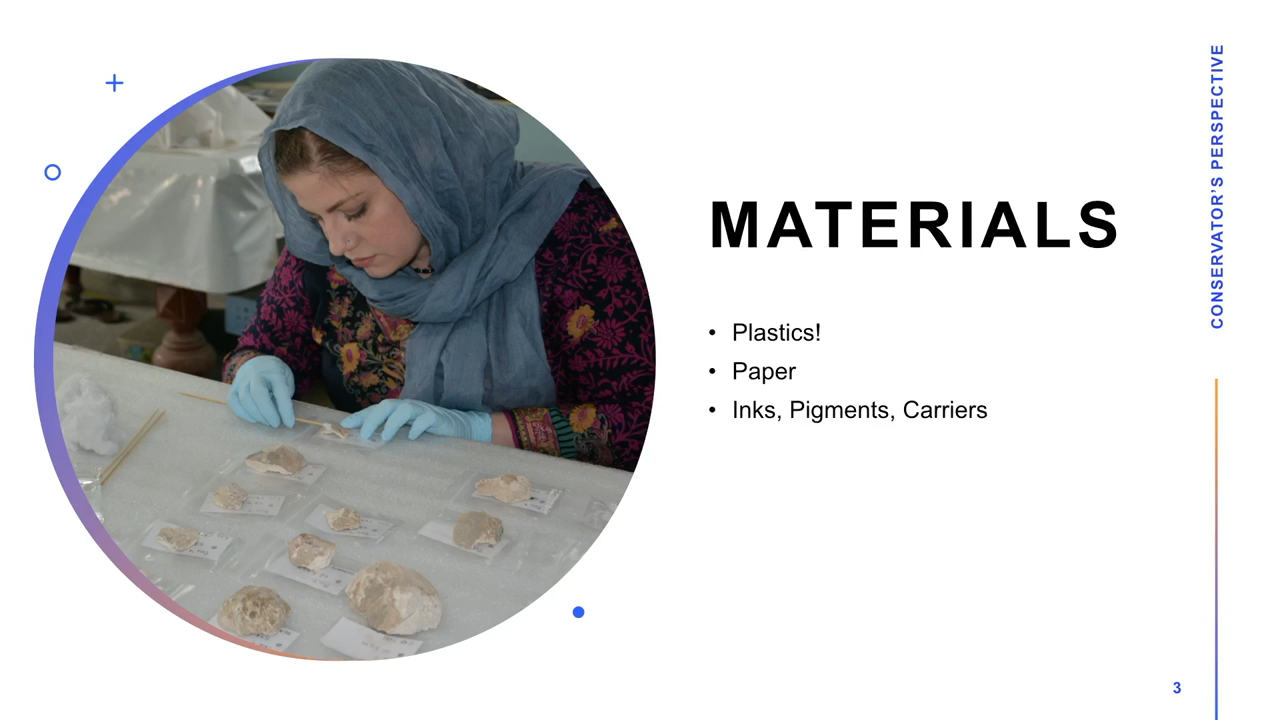 MATERIALS
• Plastics!
• Paper
• Inks, Pigments, Carriers
CONSERVATOR’S PERSPECTIVE
3